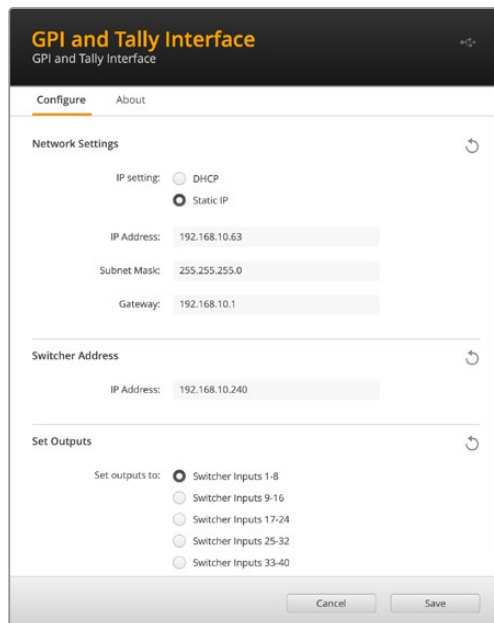 GPI and Tally Interface
GPI and Tally Interface
Configure About
Network Settings
IP setting: DHCP
Static IP
IP Address: 192.168.10.63
Subnet Mask: 255.255.255.0
Gateway: 192.168.10.1
Switcher Address
IP Address: 192.168.10.240
Set Outputs
Set outputs to: Switcher Inputs 1-8
Switcher Inputs 9-16
Switcher Inputs 17-24
Switcher Inputs 25-32
Switcher Inputs 33-40
Cancel Save